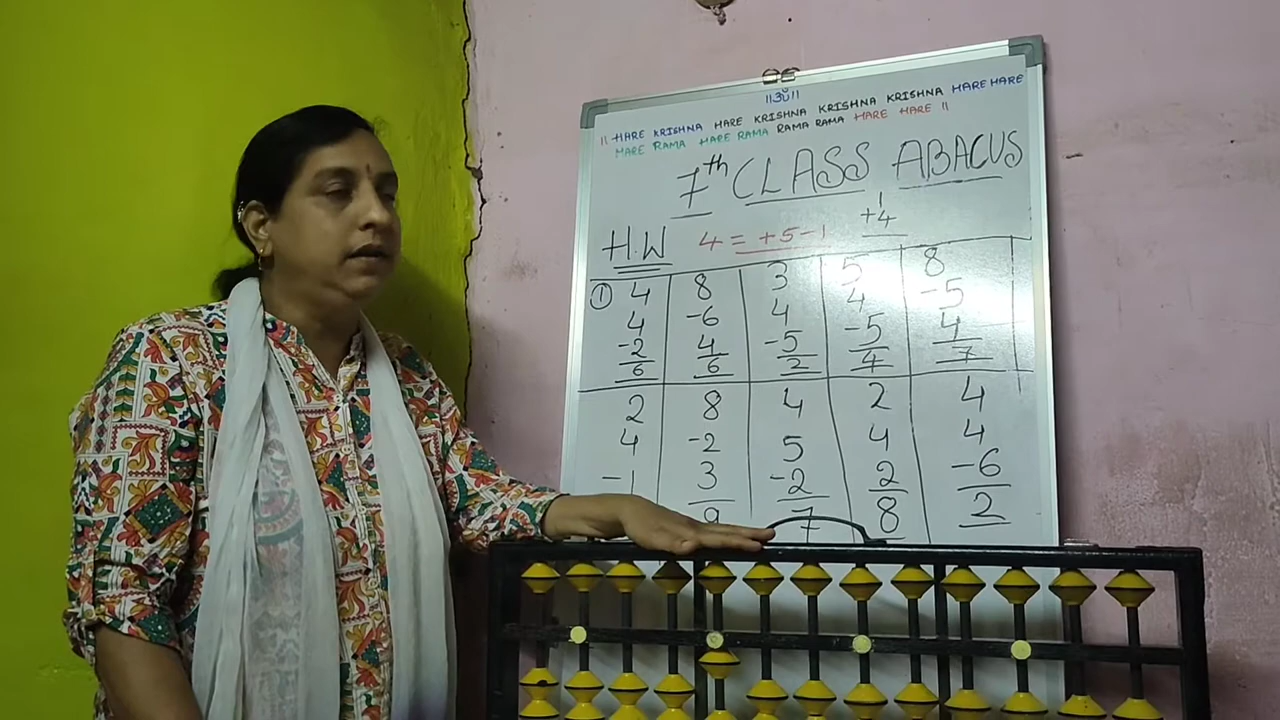 ॥ॐ॥
॥ HARE KRISHNA HARE KRISHNA KRISHNA KRISHNA HARE HARE
HARE RAMA HARE RAMA RAMA RAMA HARE HARE ॥
7th CLASS ABACUS
1
+4
H.W 4 = +5-1
① 4 8 3 5 8
4 -6 4 4 -5
-2 4 -5 -5 4
6 6 2 4 7
2 8 4 2 4
4 -2 5 4 4
-1 3 -2 2 -6
9 7 8 2